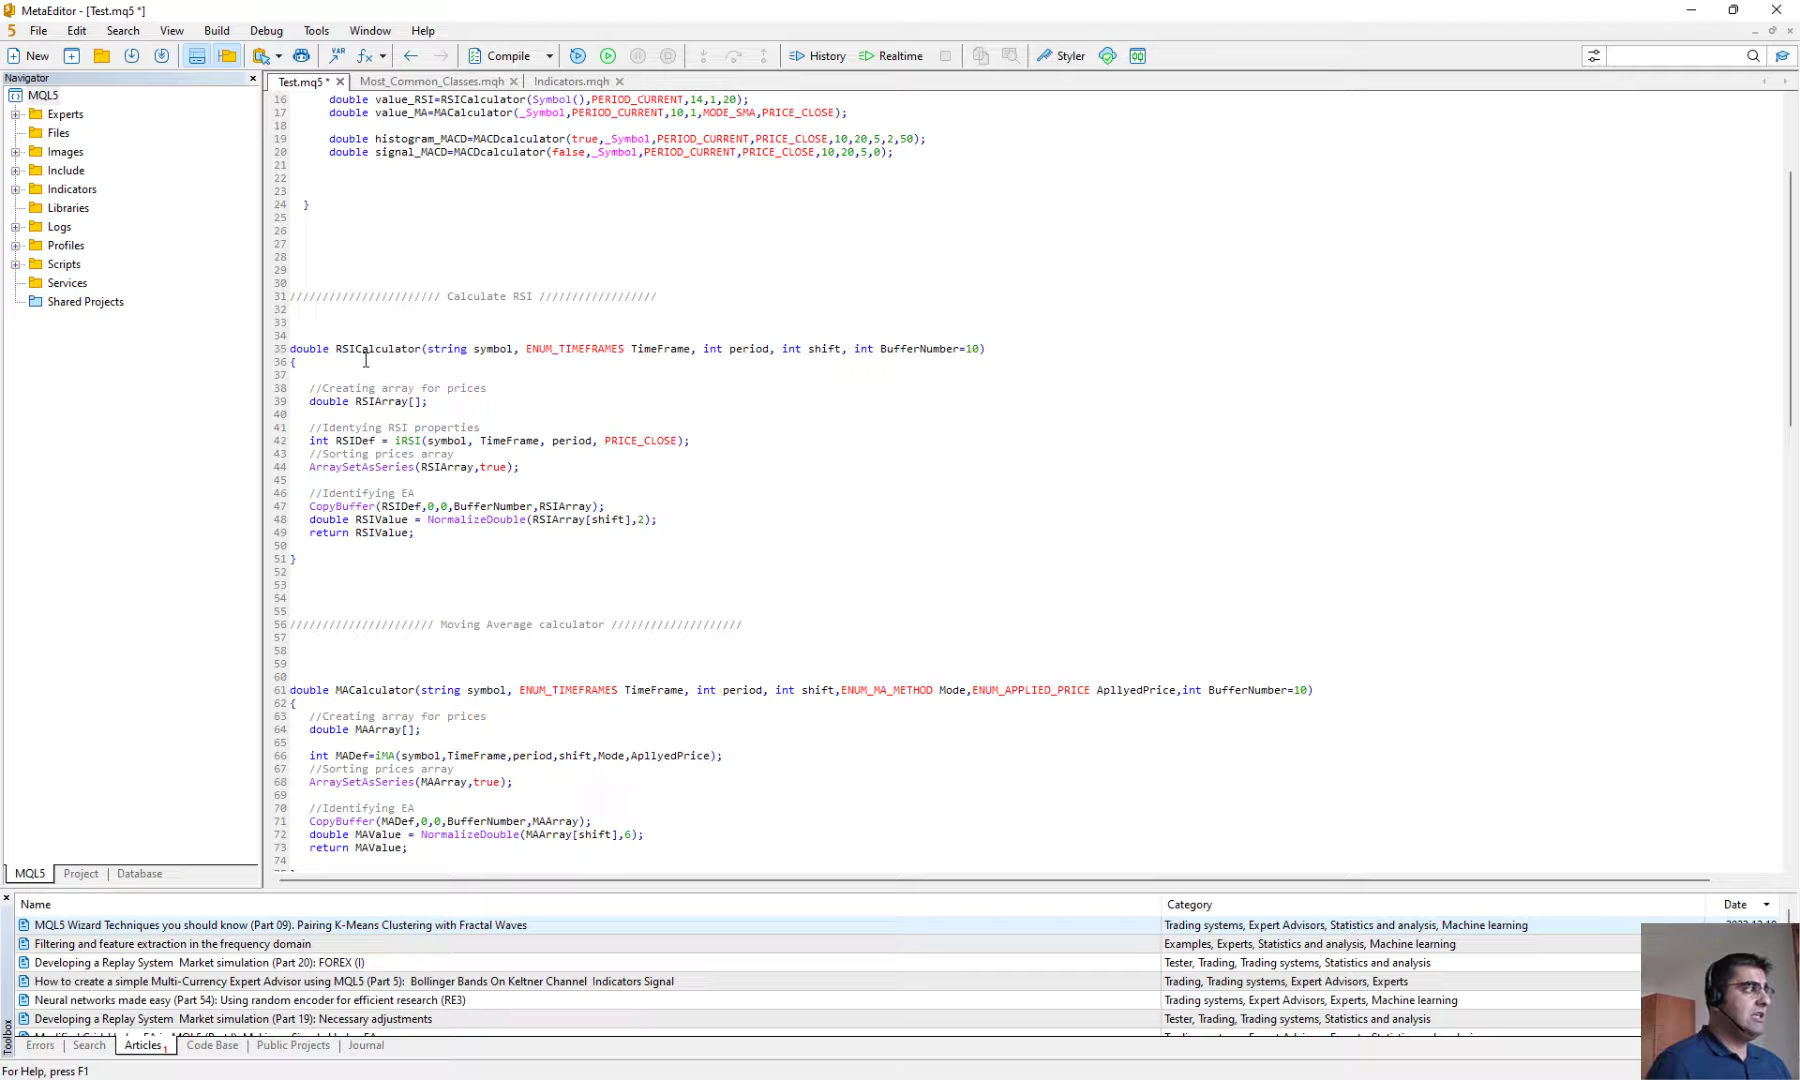 MetaEditor - [Test.mq5 *]
5 File Edit Search View Build Debug Tools Window Help
New VAR fx Compile History Realtime Styler
Navigator
MQL5
Experts
Files
Images
Include
Indicators
Libraries
Logs
Profiles
Scripts
Services
Shared Projects
MQL5 Project Database
Test.mq5 * Most_Common_Classes.mqh Indicators.mqh
16 double value_RSI=RSICalculator(Symbol(),PERIOD_CURRENT,14,1,20);
17 double value_MA=MACalculator(_Symbol,PERIOD_CURRENT,10,1,MODE_SMA,PRICE_CLOSE);
18
19 double histogram_MACD=MACDcalculator(true,_Symbol,PERIOD_CURRENT,PRICE_CLOSE,10,20,5,2,50);
20 double signal_MACD=MACDcalculator(false,_Symbol,PERIOD_CURRENT,PRICE_CLOSE,10,20,5,0);
21
22
23
24 }
25
26
27
28
29
30
31 /////////////////////// Calculate RSI //////////////////
32
33
34
35 double RSICalculator(string symbol, ENUM_TIMEFRAMES TimeFrame, int period, int shift, int BufferNumber=10)
36 {
37
38 //Creating array for prices
39 double RSIArray[];
40
41 //Identying RSI properties
42 int RSIDef = iRSI(symbol, TimeFrame, period, PRICE_CLOSE);
43 //Sorting prices array
44 ArraySetAsSeries(RSIArray,true);
45
46 //Identifying EA
47 CopyBuffer(RSIDef,0,0,BufferNumber,RSIArray);
48 double RSIValue = NormalizeDouble(RSIArray[shift],2);
49 return RSIValue;
50
51 }
52
53
54
55
56 ////////////////////// Moving Average calculator ////////////////////
57
58
59
60
61 double MACalculator(string symbol, ENUM_TIMEFRAMES TimeFrame, int period, int shift,ENUM_MA_METHOD Mode,ENUM_APPLIED_PRICE ApllyedPrice,int BufferNumber=10)
62 {
63 //Creating array for prices
64 double MAArray[];
65
66 int MADef=iMA(symbol,TimeFrame,period,shift,Mode,ApllyedPrice);
67 //Sorting prices array
68 ArraySetAsSeries(MAArray,true);
69
70 //Identifying EA
71 CopyBuffer(MADef,0,0,BufferNumber,MAArray);
72 double MAValue = NormalizeDouble(MAArray[shift],6);
73 return MAValue;
74
Name Category Date
MQL5 Wizard Techniques you should know (Part 09). Pairing K-Means Clustering with Fractal Waves Trading systems, Expert Advisors, Statistics and analysis, Machine learning
Filtering and feature extraction in the frequency domain Examples, Experts, Statistics and analysis, Machine learning
Developing a Replay System Market simulation (Part 20): FOREX (I) Tester, Trading, Trading systems, Statistics and analysis
How to create a simple Multi-Currency Expert Advisor using MQL5 (Part 5): Bollinger Bands On Keltner Channel Indicators Signal Trading, Trading systems, Expert Advisors, Experts
Neural networks made easy (Part 54): Using random encoder for efficient research (RE3) Trading systems, Expert Advisors, Experts, Machine learning
Developing a Replay System Market simulation (Part 19): Necessary adjustments Tester, Trading, Trading systems, Statistics and analysis
Toolbox
Errors Search Articles 1 Code Base Public Projects Journal
For Help, press F1